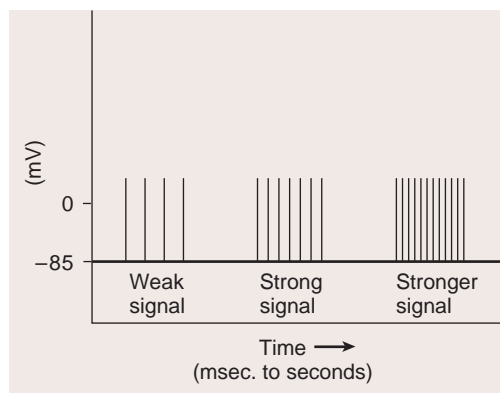 (mV)
0
–85
Weak
signal
Strong
signal
Stronger
signal
Time →
(msec. to seconds)